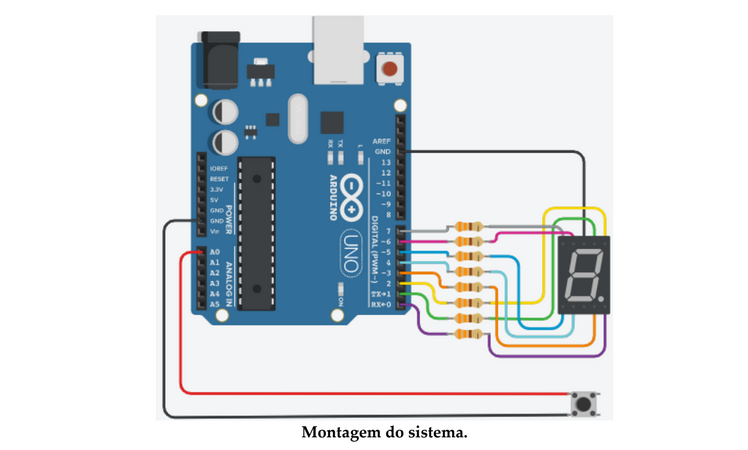 AREF
GND
13
12
~11
~10
~9
8
7
~6
~5
4
~3
2
TX→1
RX←0
DIGITAL (PWM~)
L
TX
RX
ARDUINO
UNO
ON
IOREF
RESET
3.3V
5V
GND
GND
Vin
POWER
A0
A1
A2
A3
A4
A5
ANALOG IN
Montagem do sistema.